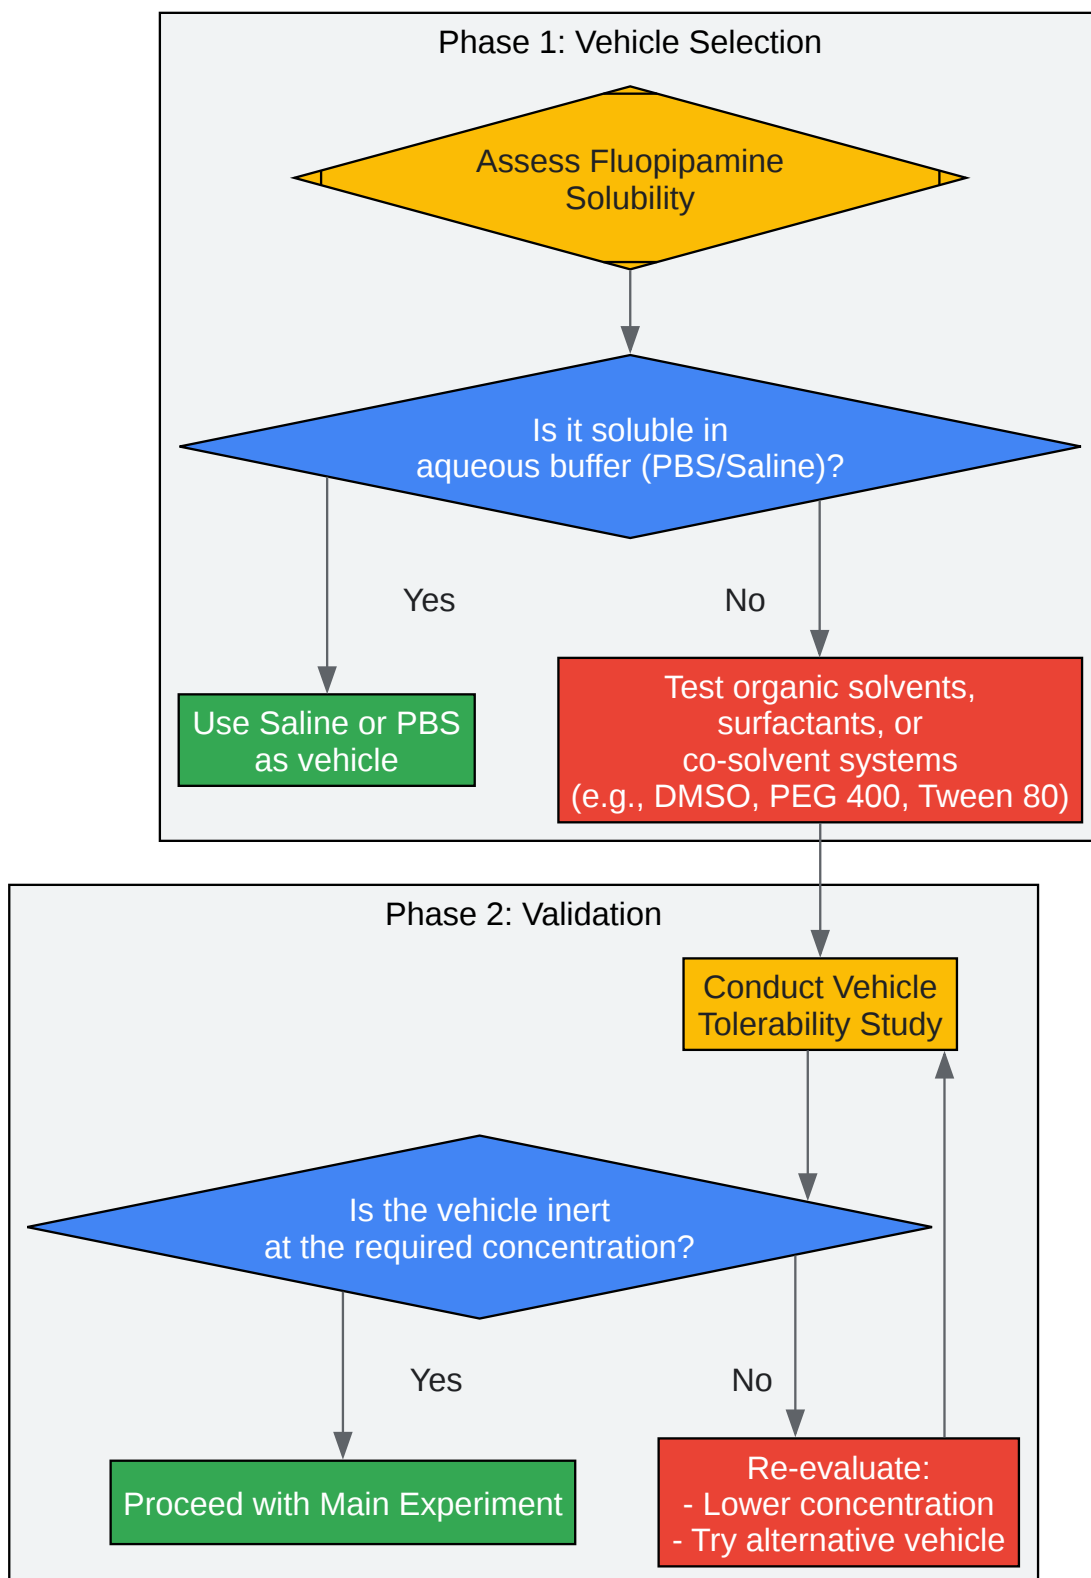 Phase 1: Vehicle Selection
Assess Fluopipamine
Solubility
Is it soluble in
aqueous buffer (PBS/Saline)?
Yes
No
Use Saline or PBS
as vehicle
Test organic solvents,
surfactants, or
co-solvent systems
(e.g., DMSO, PEG 400, Tween 80)
Phase 2: Validation
Conduct Vehicle
Tolerability Study
Is the vehicle inert
at the required concentration?
Yes
No
Proceed with Main Experiment
Re-evaluate:
- Lower concentration
- Try alternative vehicle